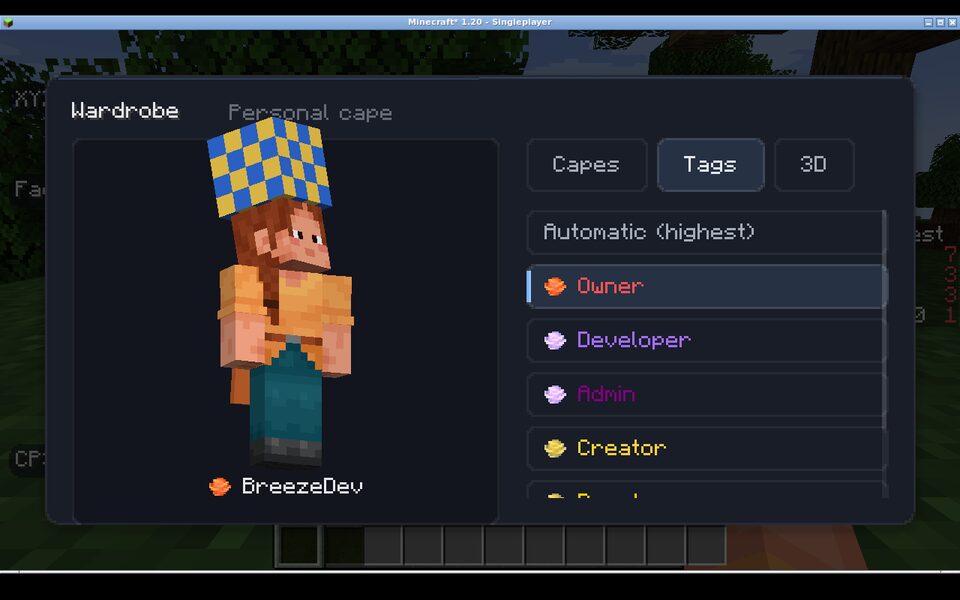 Minecraft* 1.20 - Singleplayer
Wardrobe
Personal cape
Capes
Tags
3D
Automatic (highest)
Owner
Developer
Admin
Creator
BreezeDev